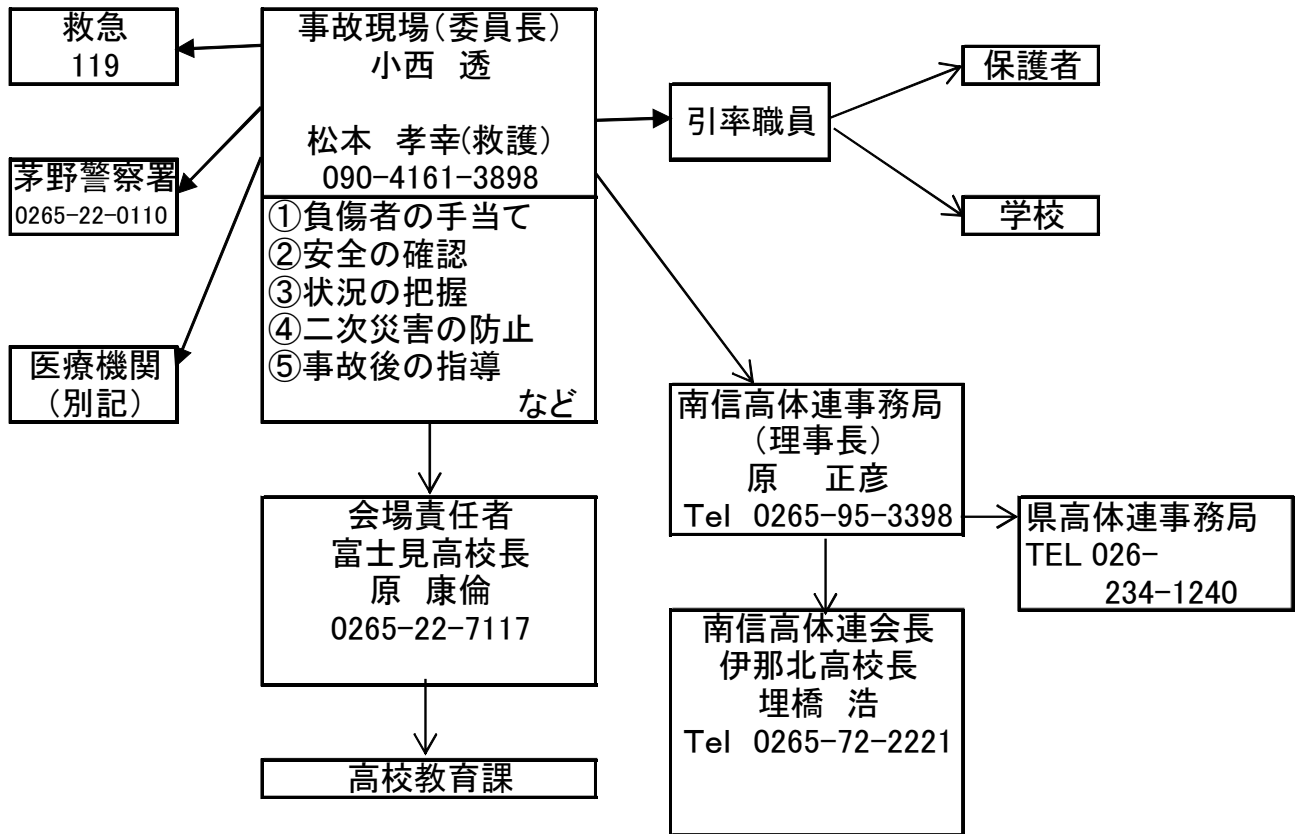 救急
119
事故現場（委員長）
小西　透
松本　孝幸(救護)
090-4161-3898
①負傷者の手当て
②安全の確認
③状況の把握
④二次災害の防止
⑤事故後の指導
など
茅野警察署
0265-22-0110
医療機関
（別記）
引率職員
保護者
学校
会場責任者
富士見高校長
原　康倫
0265-22-7117
高校教育課
南信高体連事務局
（理事長）
原　　正彦
Tel　0265-95-3398
県高体連事務局
TEL 026-
234-1240
南信高体連会長
伊那北高校長
埋橋　浩
Tel　0265-72-2221